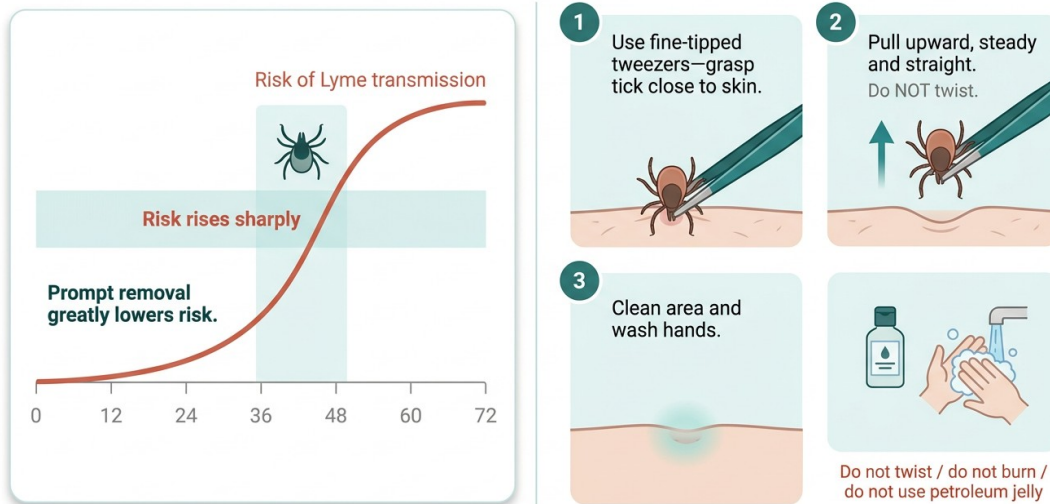 Risk of Lyme transmission
Risk rises sharply
Prompt removal
greatly lowers risk.
0 12 24 36 48 60 72
1
Use fine-tipped
tweezers—grasp
tick close to skin.
2
Pull upward, steady
and straight.
Do NOT twist.
3
Clean area and
wash hands.
Do not twist / do not burn /
do not use petroleum jelly